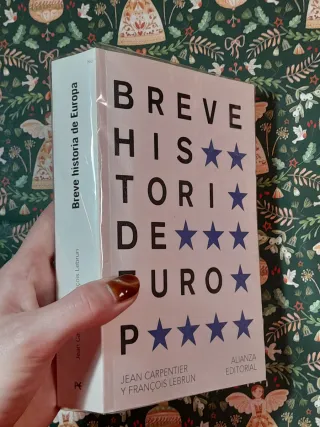 BREVE
HIS
TORI
DE
EURO
P
JEAN CARPENTIER
Y FRANÇOIS LEBRUN
ALIANZA
EDITORIAL
Breve historia de Europa